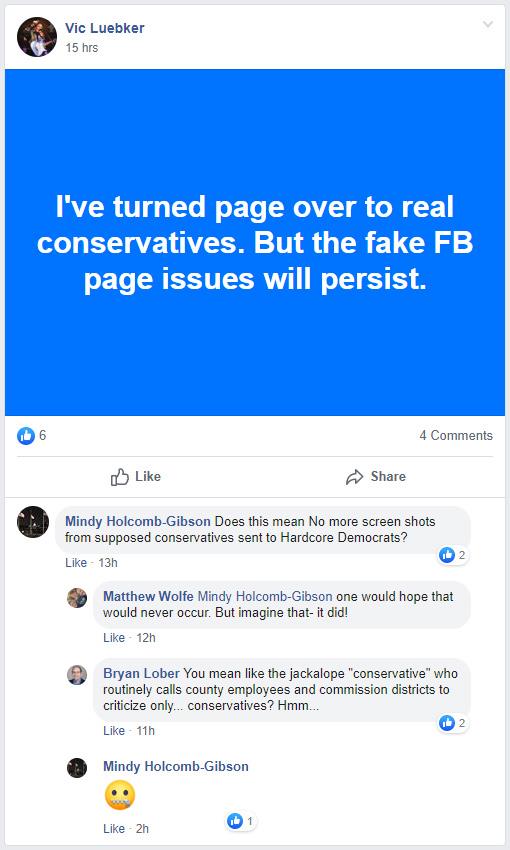 Vic Luebker
15 hrs
I've turned page over to real
conservatives. But the fake FB
page issues will persist.
6
4 Comments
Like
Share
Mindy Holcomb-Gibson Does this mean No more screen shots
from supposed conservatives sent to Hardcore Democrats?
2
Like · 13h
Matthew Wolfe Mindy Holcomb-Gibson one would hope that
would never occur. But imagine that- it did!
Like · 12h
Bryan Lober You mean like the jackalope "conservative" who
routinely calls county employees and commission districts to
criticize only... conservatives? Hmm...
2
Like · 11h
Mindy Holcomb-Gibson
1
Like · 2h